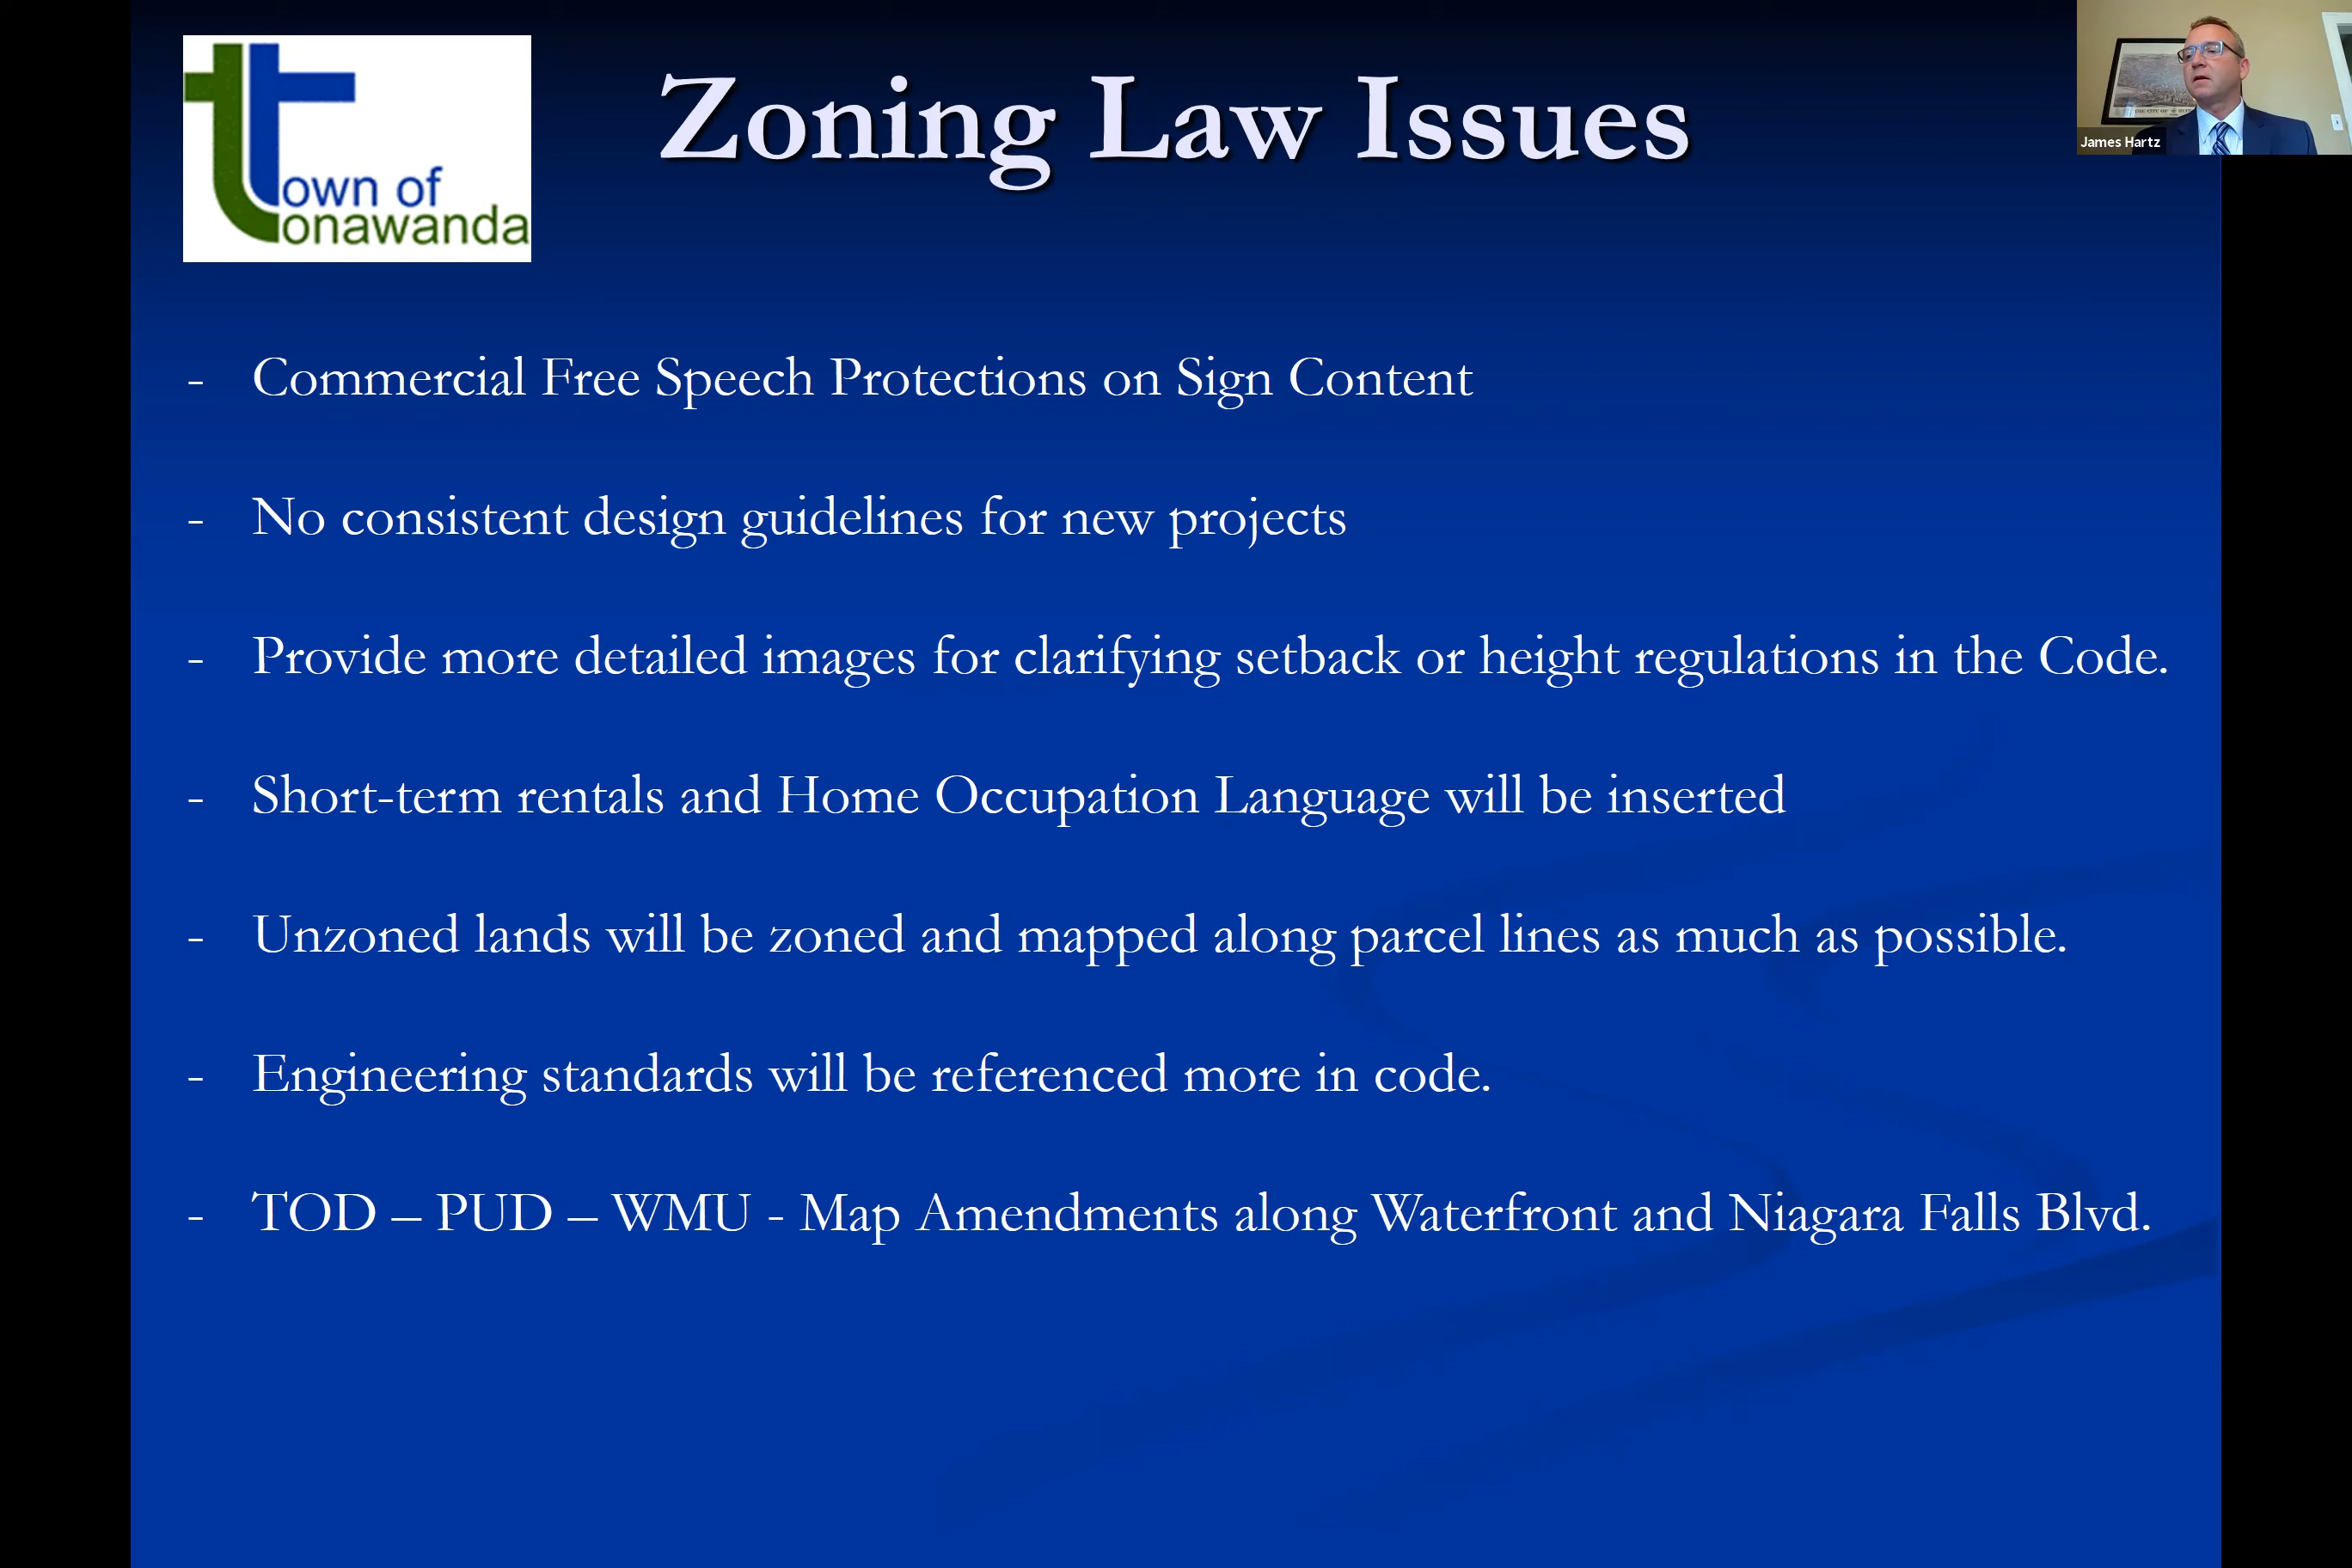 Town of
Tonawanda
Zoning Law Issues
James Hartz
- Commercial Free Speech Protections on Sign Content
- No consistent design guidelines for new projects
- Provide more detailed images for clarifying setback or height regulations in the Code.
- Short-term rentals and Home Occupation Language will be inserted
- Unzoned lands will be zoned and mapped along parcel lines as much as possible.
- Engineering standards will be referenced more in code.
- TOD – PUD – WMU - Map Amendments along Waterfront and Niagara Falls Blvd.